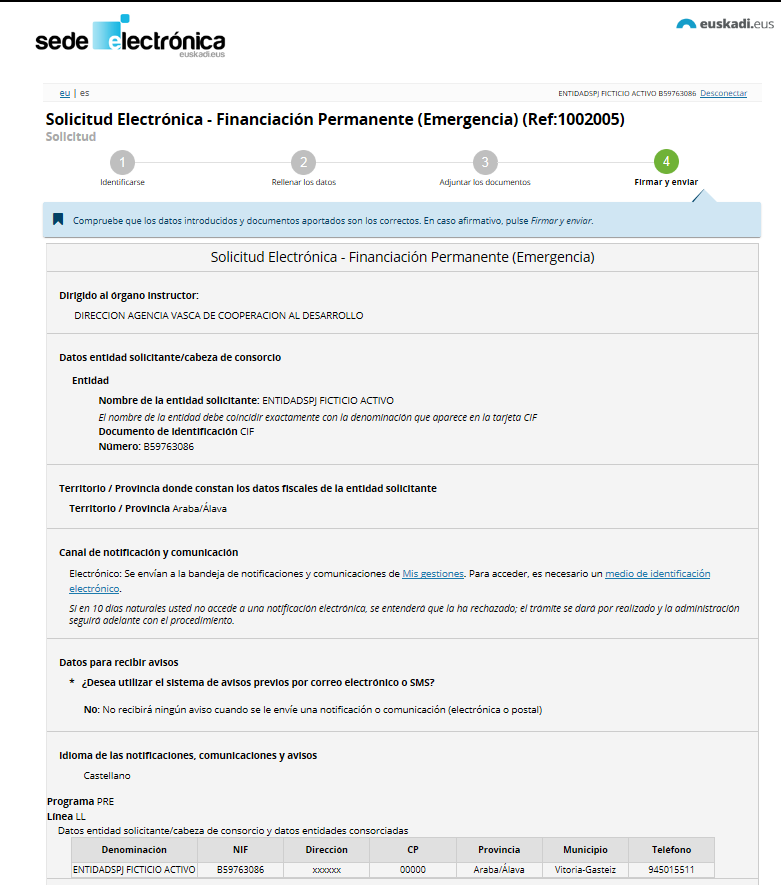 sede electrónica
euskadi.eus
euskadi.eus
eu | es
ENTIDADSPJ FICTICIO ACTIVO B59763086 Desconectar
Solicitud Electrónica - Financiación Permanente (Emergencia) (Ref:1002005)
Solicitud
1 2 3 4
Identificarse Rellenar los datos Adjuntar los documentos Firmar y enviar
Compruebe que los datos introducidos y documentos aportados son los correctos. En caso afirmativo, pulse Firmar y enviar.
Solicitud Electrónica - Financiación Permanente (Emergencia)
Dirigido al órgano instructor:
DIRECCION AGENCIA VASCA DE COOPERACION AL DESARROLLO
Datos entidad solicitante/cabeza de consorcio
Entidad
Nombre de la entidad solicitante: ENTIDADSPJ FICTICIO ACTIVO
El nombre de la entidad debe coincidir exactamente con la denominación que aparece en la tarjeta CIF
Documento de identificación CIF
Número: B59763086
Territorio / Provincia donde constan los datos fiscales de la entidad solicitante
Territorio / Provincia Araba/Álava
Canal de notificación y comunicación
Electrónico: Se envían a la bandeja de notificaciones y comunicaciones de Mis gestiones. Para acceder, es necesario un medio de identificación
electrónico.
Si en 10 días naturales usted no accede a una notificación electrónica, se entenderá que la ha rechazado; el trámite se dará por realizado y la administración
seguirá adelante con el procedimiento.
Datos para recibir avisos
* ¿Desea utilizar el sistema de avisos previos por correo electrónico o SMS?
No: No recibirá ningún aviso cuando se le envíe una notificación o comunicación (electrónica o postal)
Idioma de las notificaciones, comunicaciones y avisos
Castellano
Programa PRE
Línea LL
Datos entidad solicitante/cabeza de consorcio y datos entidades consorciadas
Denominación NIF Dirección CP Provincia Municipio Teléfono
ENTIDADSPJ FICTICIO ACTIVO B59763086 xxxxxx 00000 Araba/Álava Vitoria-Gasteiz 945015511